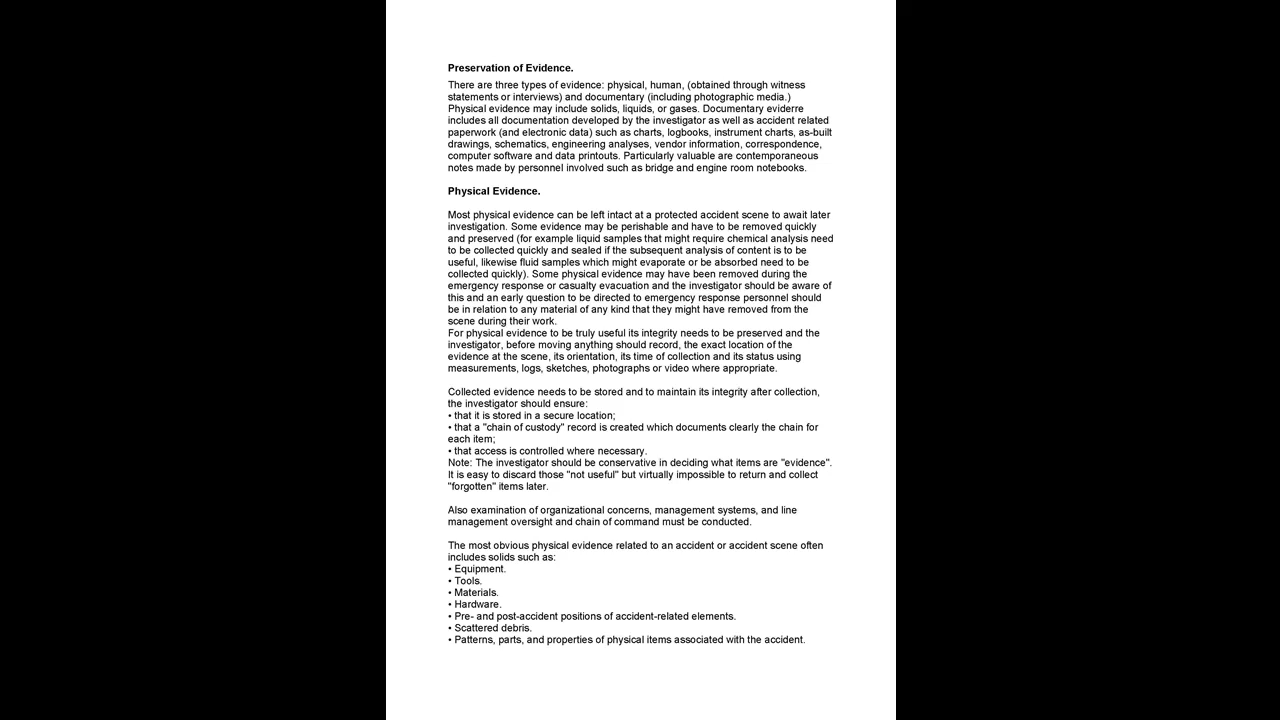 Preservation of Evidence.
There are three types of evidence: physical, human, (obtained through witness
statements or interviews) and documentary (including photographic media.)
Physical evidence may include solids, liquids, or gases. Documentary eviderre
includes all documentation developed by the investigator as well as accident related
paperwork (and electronic data) such as charts, logbooks, instrument charts, as-built
drawings, schematics, engineering analyses, vendor information, correspondence,
computer software and data printouts. Particularly valuable are contemporaneous
notes made by personnel involved such as bridge and engine room notebooks.
Physical Evidence.
Most physical evidence can be left intact at a protected accident scene to await later
investigation. Some evidence may be perishable and have to be removed quickly
and preserved (for example liquid samples that might require chemical analysis need
to be collected quickly and sealed if the subsequent analysis of content is to be
useful, likewise fluid samples which might evaporate or be absorbed need to be
collected quickly). Some physical evidence may have been removed during the
emergency response or casualty evacuation and the investigator should be aware of
this and an early question to be directed to emergency response personnel should
be in relation to any material of any kind that they might have removed from the
scene during their work.
For physical evidence to be truly useful its integrity needs to be preserved and the
investigator, before moving anything should record, the exact location of the
evidence at the scene, its orientation, its time of collection and its status using
measurements, logs, sketches, photographs or video where appropriate.
Collected evidence needs to be stored and to maintain its integrity after collection,
the investigator should ensure:
• that it is stored in a secure location;
• that a "chain of custody" record is created which documents clearly the chain for
each item;
• that access is controlled where necessary.
Note: The investigator should be conservative in deciding what items are "evidence".
It is easy to discard those "not useful" but virtually impossible to return and collect
"forgotten" items later.
Also examination of organizational concerns, management systems, and line
management oversight and chain of command must be conducted.
The most obvious physical evidence related to an accident or accident scene often
includes solids such as:
• Equipment.
• Tools.
• Materials.
• Hardware.
• Pre- and post-accident positions of accident-related elements.
• Scattered debris.
• Patterns, parts, and properties of physical items associated with the accident.